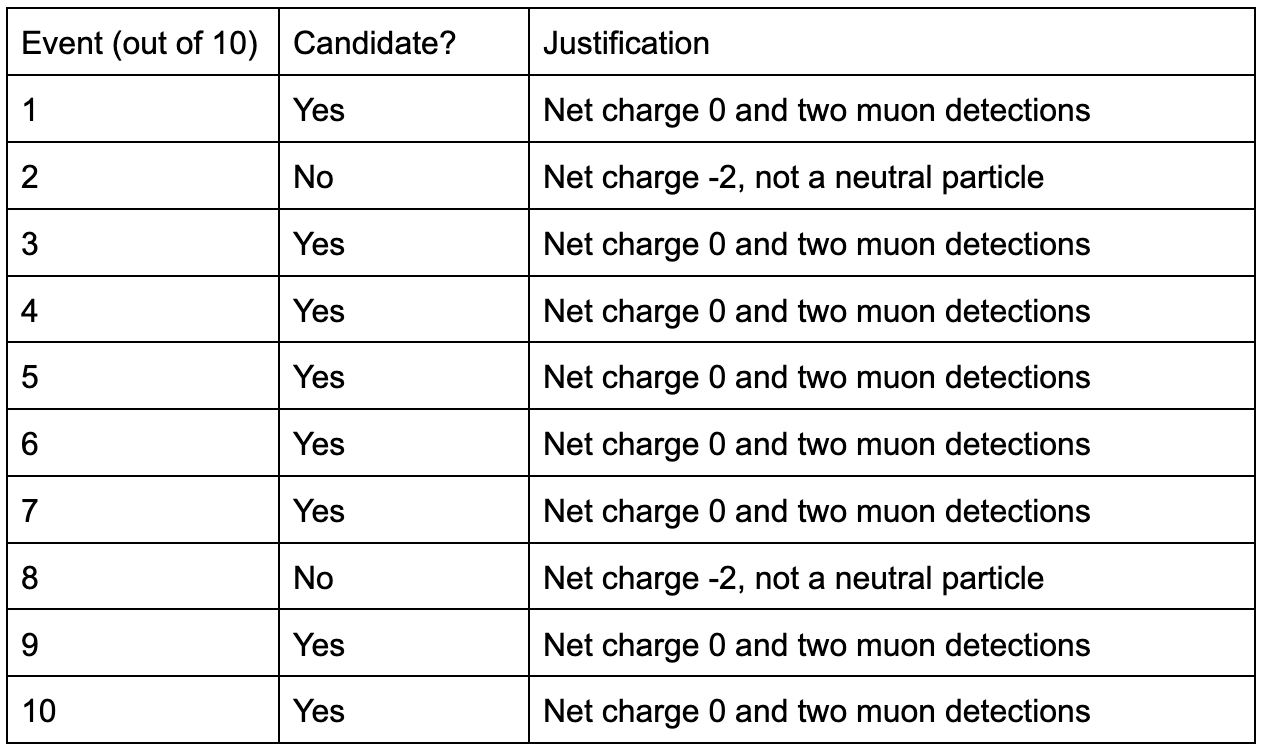 Event (out of 10) Candidate? Justification
1 Yes Net charge 0 and two muon detections
2 No Net charge -2, not a neutral particle
3 Yes Net charge 0 and two muon detections
4 Yes Net charge 0 and two muon detections
5 Yes Net charge 0 and two muon detections
6 Yes Net charge 0 and two muon detections
7 Yes Net charge 0 and two muon detections
8 No Net charge -2, not a neutral particle
9 Yes Net charge 0 and two muon detections
10 Yes Net charge 0 and two muon detections